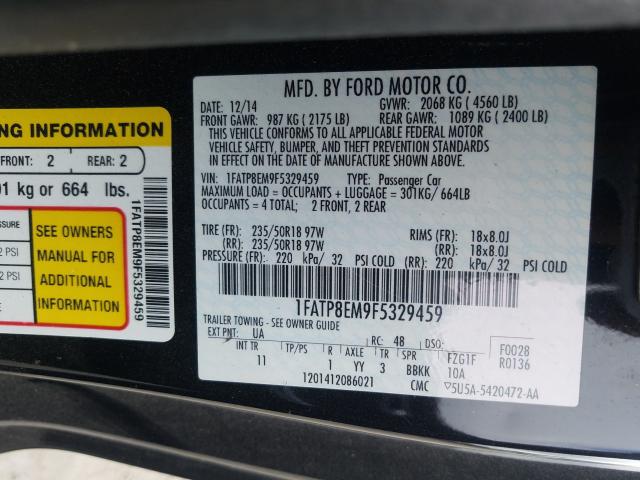 NG INFORMATION
FRONT: 2 REAR: 2
01 kg or 664 lbs.
SSURE
2 PSI
2 PSI
SEE OWNERS
MANUAL FOR
ADDITIONAL
INFORMATION
1FATP8EM9F5329459
MFD. BY FORD MOTOR CO.
DATE: 12/14 GVWR: 2068 KG ( 4560 LB)
FRONT GAWR: 987 KG ( 2175 LB) REAR GAWR: 1089 KG ( 2400 LB)
THIS VEHICLE CONFORMS TO ALL APPLICABLE FEDERAL MOTOR
VEHICLE SAFETY, BUMPER, AND THEFT PREVENTION STANDARDS
IN EFFECT ON THE DATE OF MANUFACTURE SHOWN ABOVE.
VIN: 1FATP8EM9F5329459 TYPE: Passenger Car
MAXIMUM LOAD = OCCUPANTS + LUGGAGE = 301KG/ 664LB
OCCUPANTS = 4 TOTAL; 2 FRONT, 2 REAR
TIRE (FR): 235/50R18 97W RIMS (FR): 18x8.0J
(RR): 235/50R18 97W (RR): 18x8.0J
PRESSURE (FR): 220 kPa/ 32 PSI COLD (RR): 220 kPa/ 32 PSI COLD
1FATP8EM9F5329459
TRAILER TOWING - SEE OWNER GUIDE
EXT PNT: UA RC: 48 DSO: F0028
INT TR TP/PS R AXLE TR SPR FZG1F R0136
11 1 YY 3 BBKK 10A
1201412086021 CMC ▽5U5A-5420472-AA